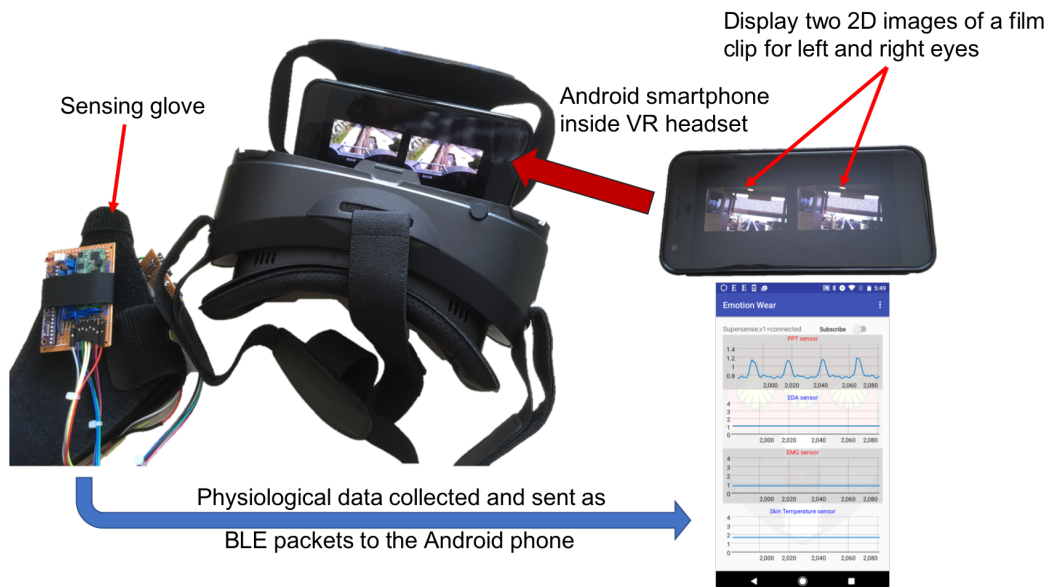 Display two 2D images of a film
clip for left and right eyes
Sensing glove
Android smartphone
inside VR headset
5:49
Emotion Wear
Supersense,v1=connected Subscribe
PPT sensor
1.4
1.2
1
0.8
2,000 2,020 2,040 2,060 2,080
EDA sensor
4
3
2
1
0
2,000 2,020 2,040 2,060 2,080
EMG sensor
4
3
2
1
0
2,000 2,020 2,040 2,060 2,080
Skin Temperature sensor
4
3
2
1
0
2,000 2,020 2,040 2,060 2,080
Physiological data collected and sent as
BLE packets to the Android phone